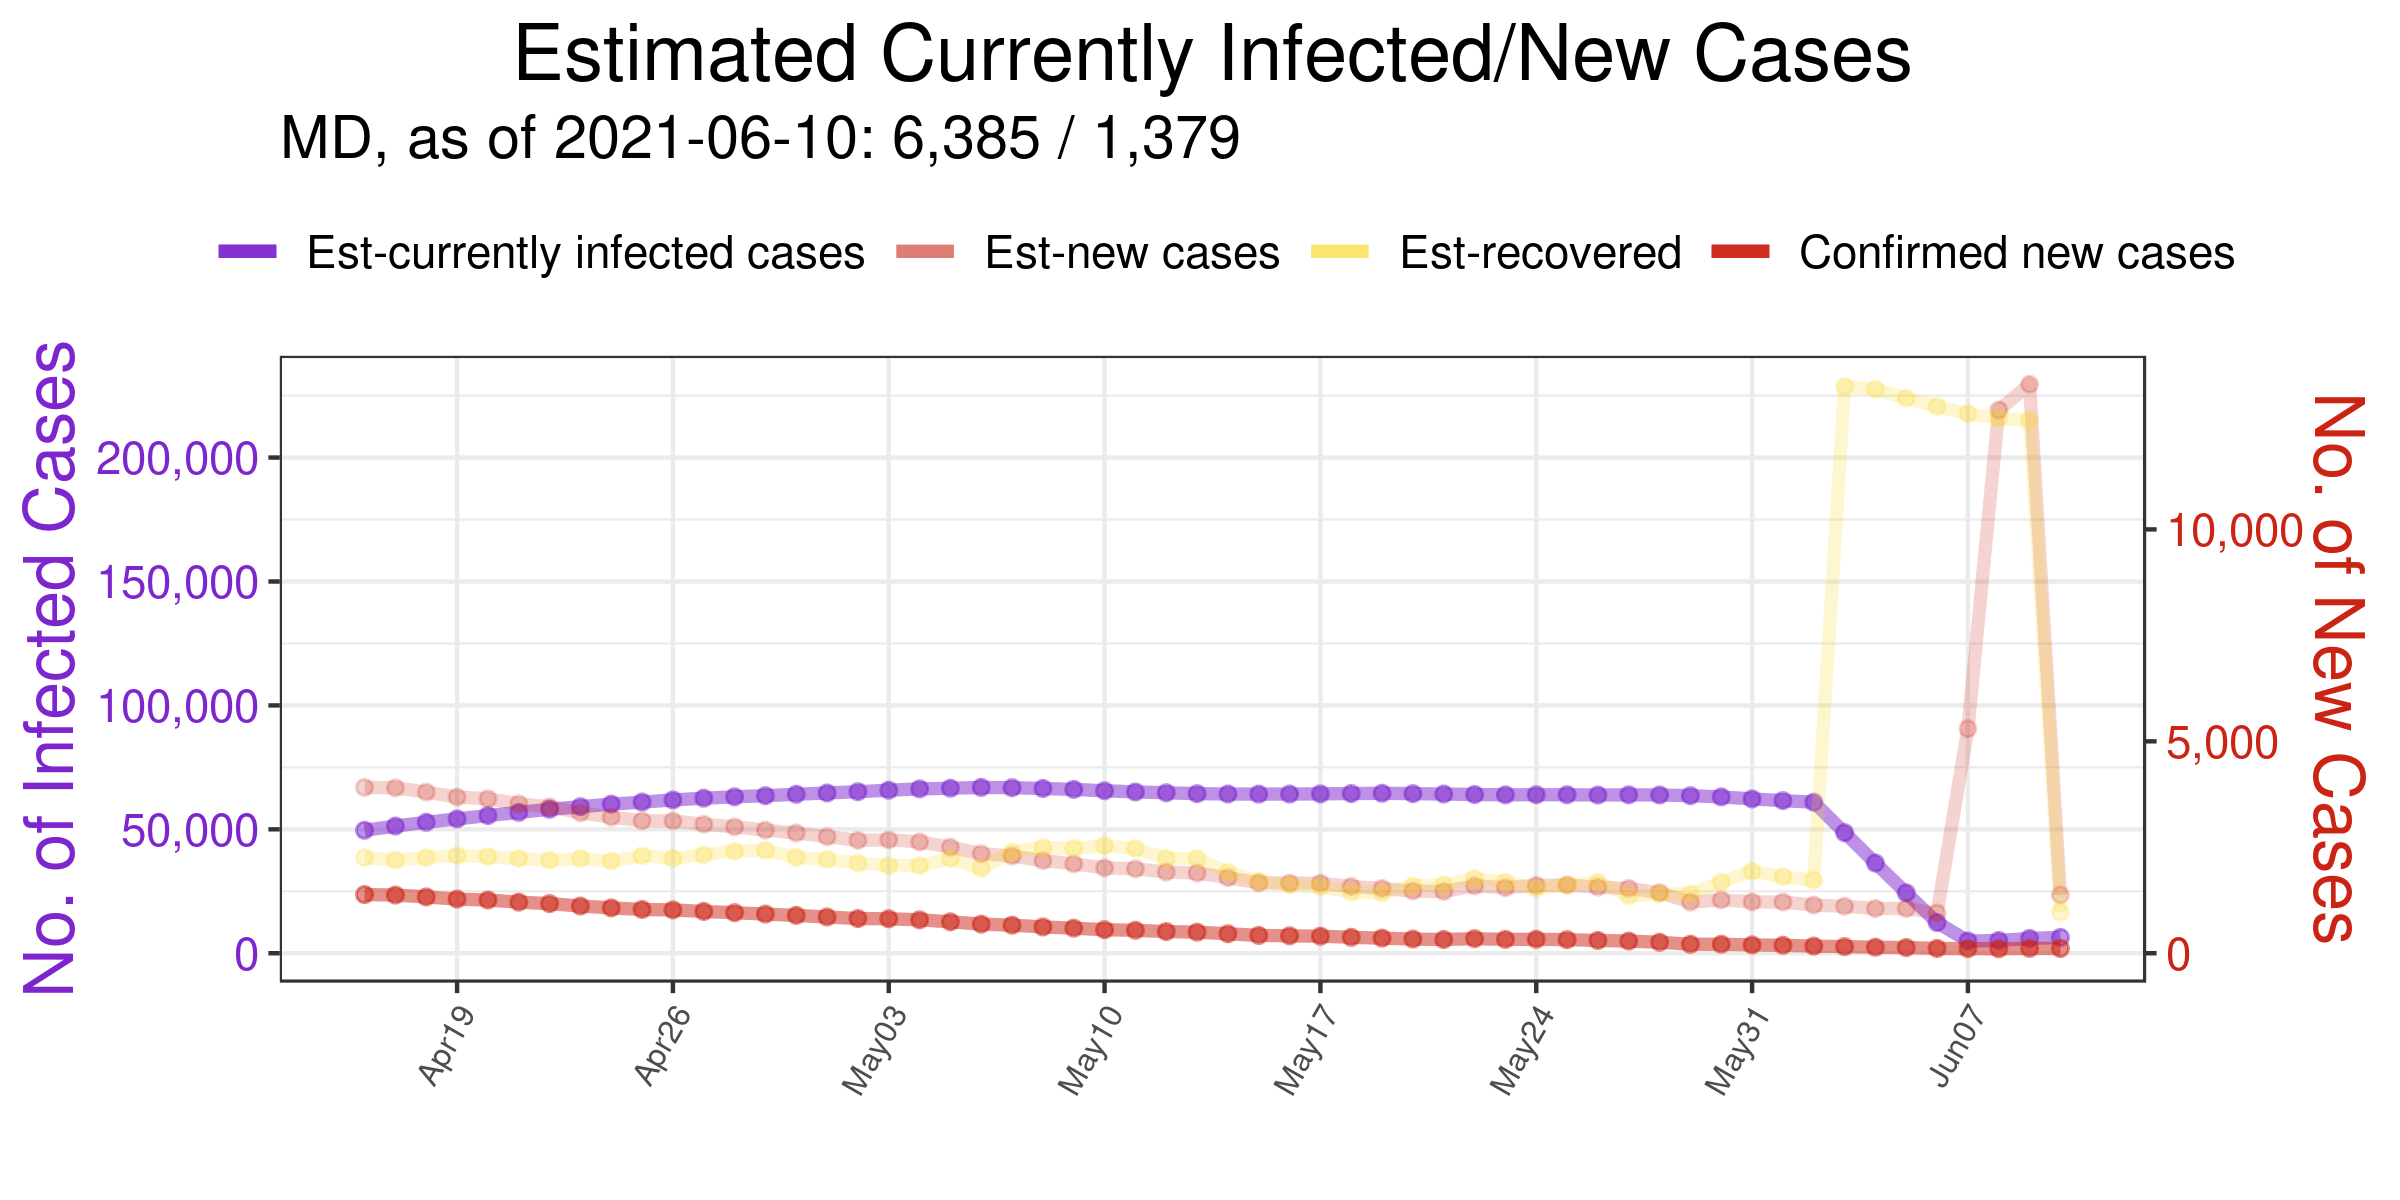 Estimated Currently Infected/New Cases
MD, as of 2021-06-10: 6,385 / 1,379
Est-currently infected cases Est-new cases Est-recovered Confirmed new cases
No. of Infected Cases
200,000
150,000
100,000
50,000
0
No. of New Cases
10,000
5,000
0
Apr19 Apr26 May03 May10 May17 May24 May31 Jun07